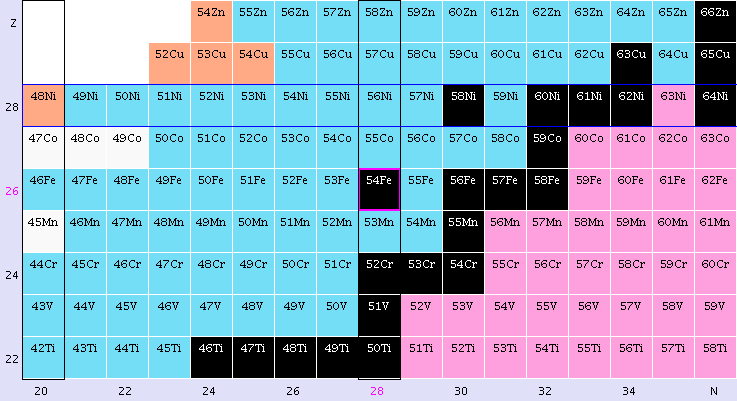 Z 54Zn 55Zn 56Zn 57Zn 58Zn 59Zn 60Zn 61Zn 62Zn 63Zn 64Zn 65Zn 66Zn
52Cu 53Cu 54Cu 55Cu 56Cu 57Cu 58Cu 59Cu 60Cu 61Cu 62Cu 63Cu 64Cu 65Cu
28 48Ni 49Ni 50Ni 51Ni 52Ni 53Ni 54Ni 55Ni 56Ni 57Ni 58Ni 59Ni 60Ni 61Ni 62Ni 63Ni 64Ni
47Co 48Co 49Co 50Co 51Co 52Co 53Co 54Co 55Co 56Co 57Co 58Co 59Co 60Co 61Co 62Co 63Co
26 46Fe 47Fe 48Fe 49Fe 50Fe 51Fe 52Fe 53Fe 54Fe 55Fe 56Fe 57Fe 58Fe 59Fe 60Fe 61Fe 62Fe
45Mn 46Mn 47Mn 48Mn 49Mn 50Mn 51Mn 52Mn 53Mn 54Mn 55Mn 56Mn 57Mn 58Mn 59Mn 60Mn 61Mn
24 44Cr 45Cr 46Cr 47Cr 48Cr 49Cr 50Cr 51Cr 52Cr 53Cr 54Cr 55Cr 56Cr 57Cr 58Cr 59Cr 60Cr
43V 44V 45V 46V 47V 48V 49V 50V 51V 52V 53V 54V 55V 56V 57V 58V 59V
22 42Ti 43Ti 44Ti 45Ti 46Ti 47Ti 48Ti 49Ti 50Ti 51Ti 52Ti 53Ti 54Ti 55Ti 56Ti 57Ti 58Ti
20 22 24 26 28 30 32 34 N